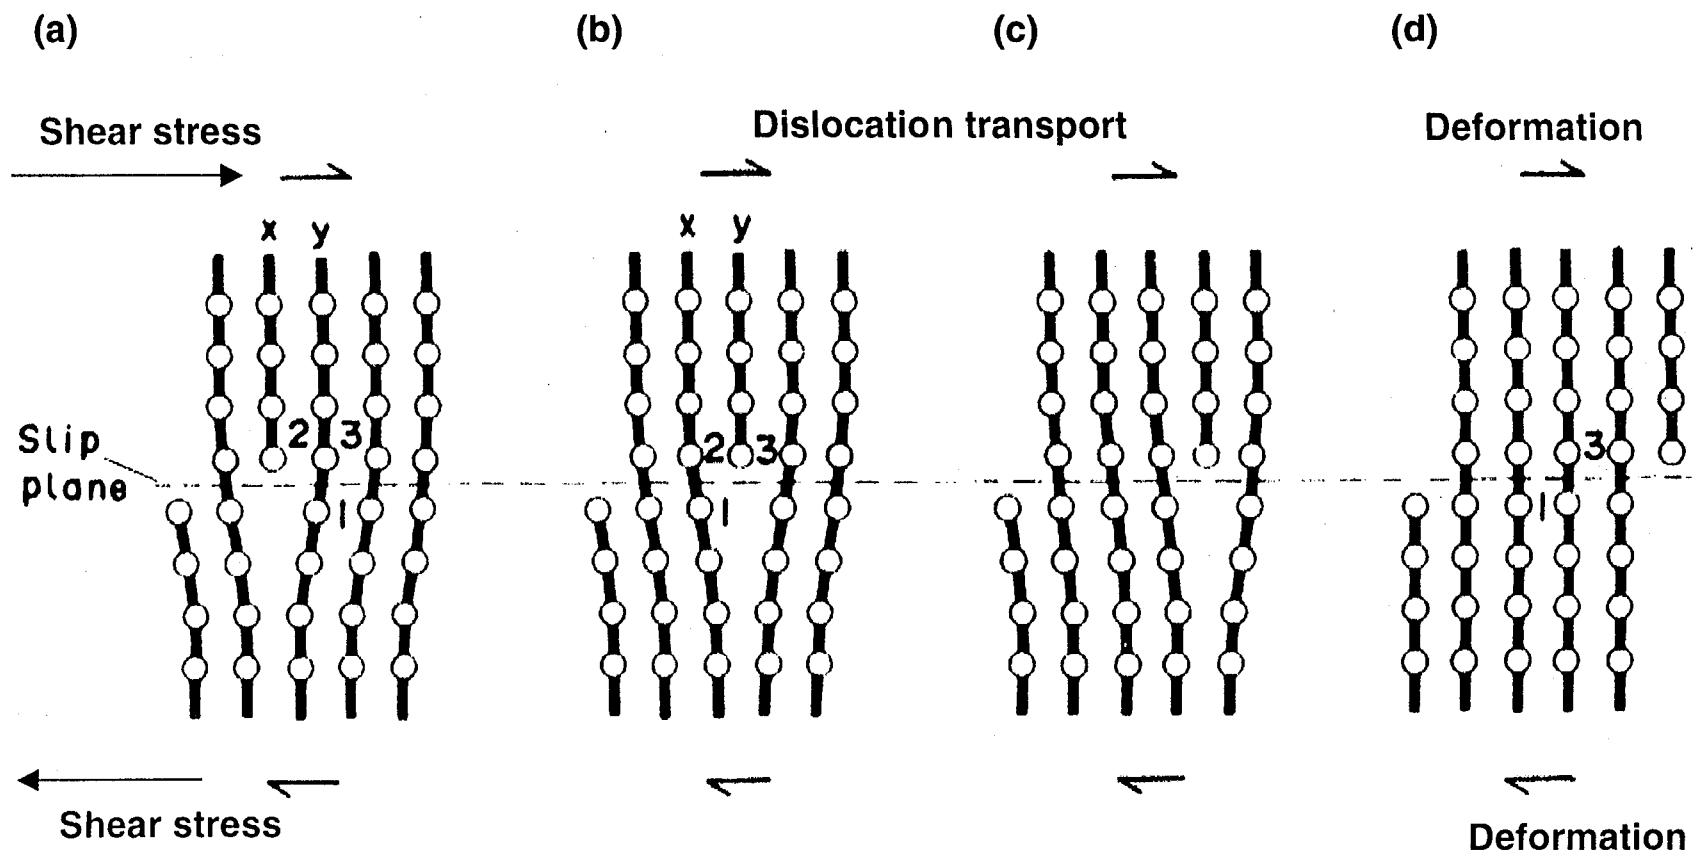 (a) (b) (c) (d)
Shear stress
Dislocation transport
Deformation
x y
x y
2 3
2 3
3
Slip
plane
1
1
1
Shear stress
Deformation